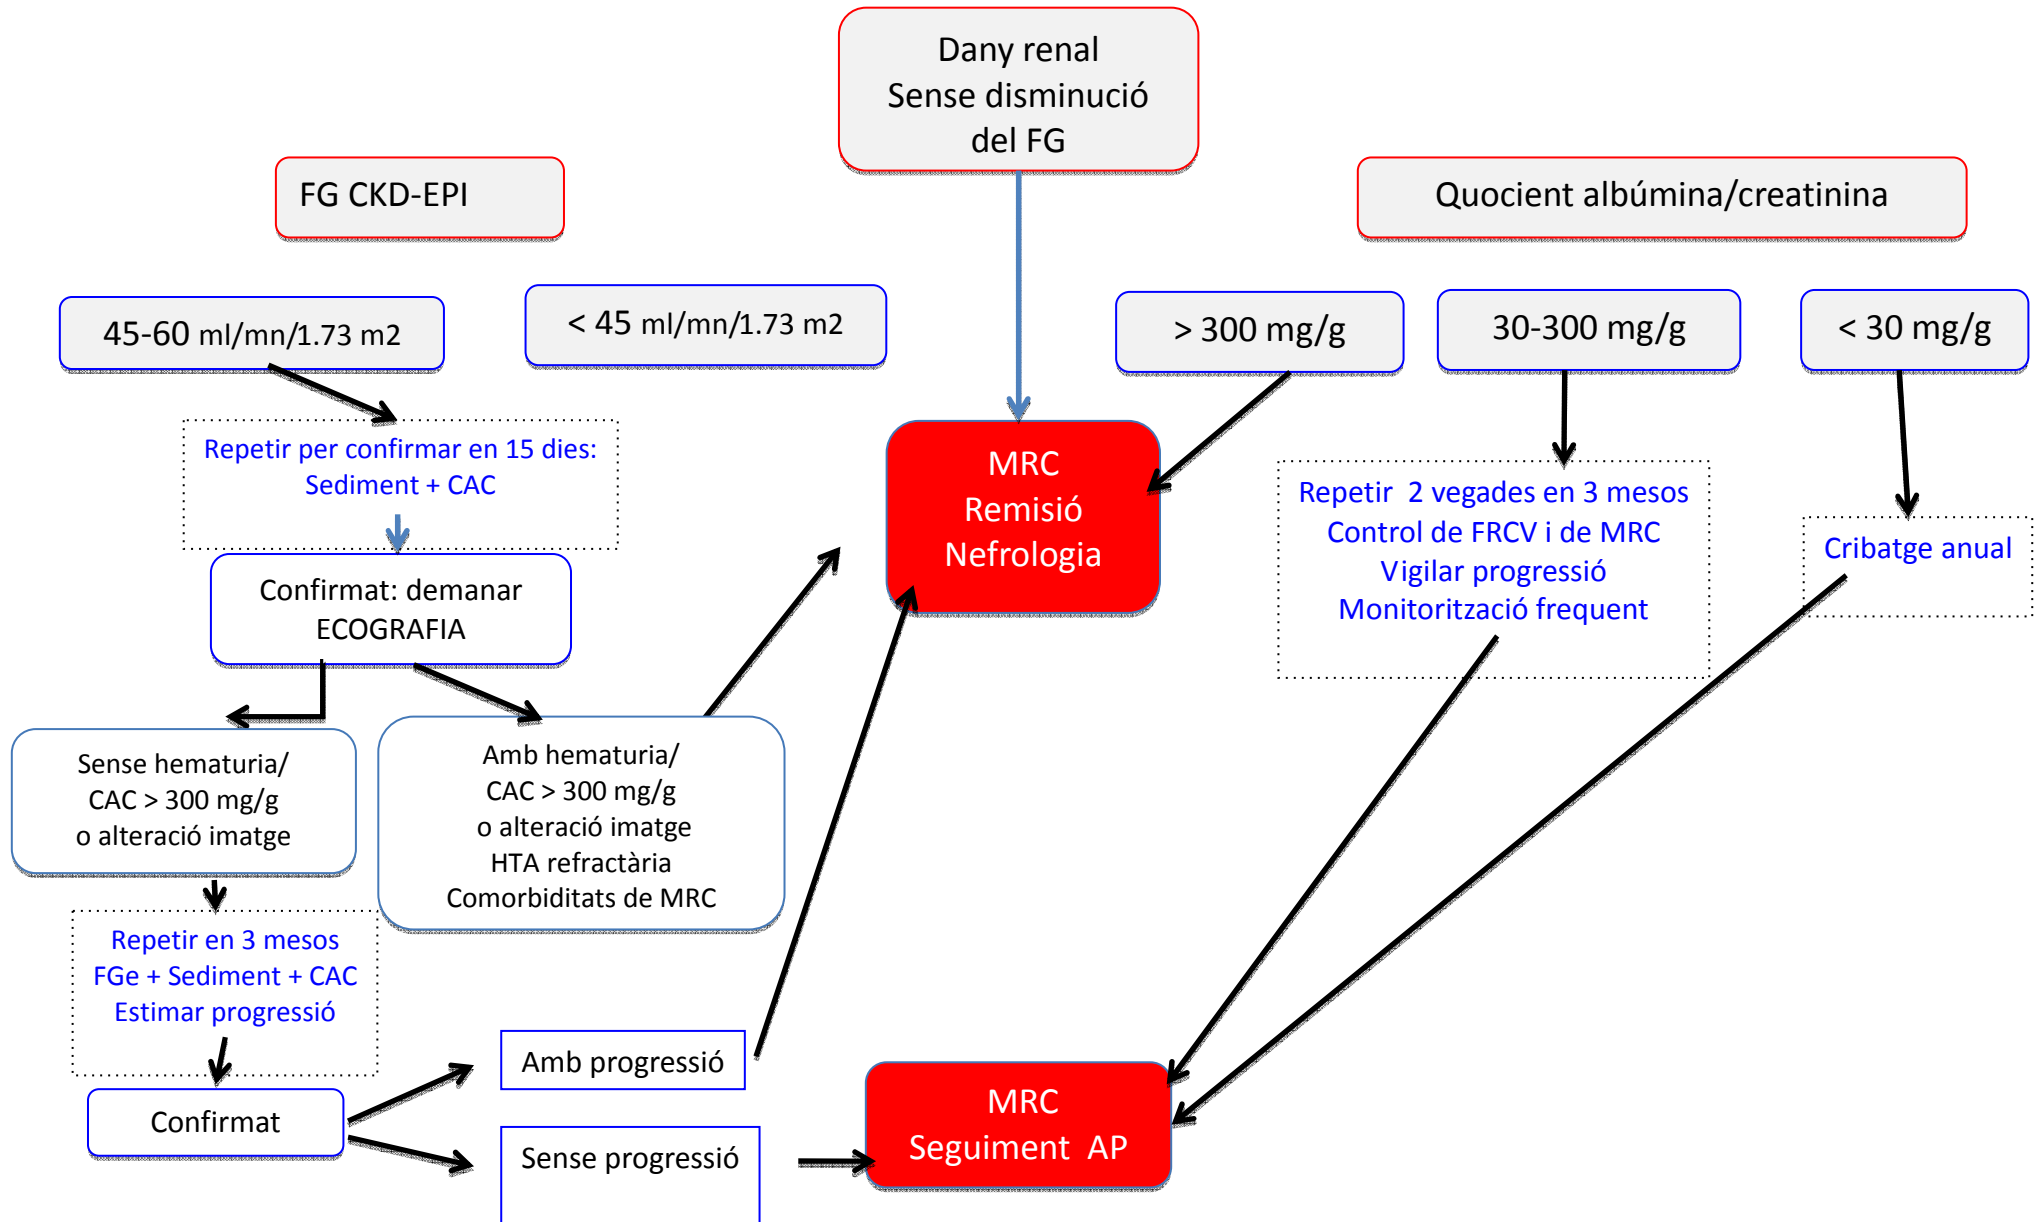 Dany renal
Sense disminució
del FG
FG CKD-EPI
Quocient albúmina/creatinina
45-60 ml/mn/1.73 m2
< 45 ml/mn/1.73 m2
> 300 mg/g
30-300 mg/g
< 30 mg/g
Repetir per confirmar en 15 dies:
Sediment + CAC
MRC
Remisió
Nefrologia
Repetir 2 vegades en 3 mesos
Control de FRCV i de MRC
Vigilar progressió
Monitorització frequent
Cribatge anual
Confirmat: demanar
ECOGRAFIA
Sense hematuria/
CAC > 300 mg/g
o alteració imatge
Amb hematuria/
CAC > 300 mg/g
o alteració imatge
HTA refractària
Comorbiditats de MRC
Repetir en 3 mesos
FGe + Sediment + CAC
Estimar progressió
Confirmat
Amb progressió
Sense progressió
MRC
Seguiment AP